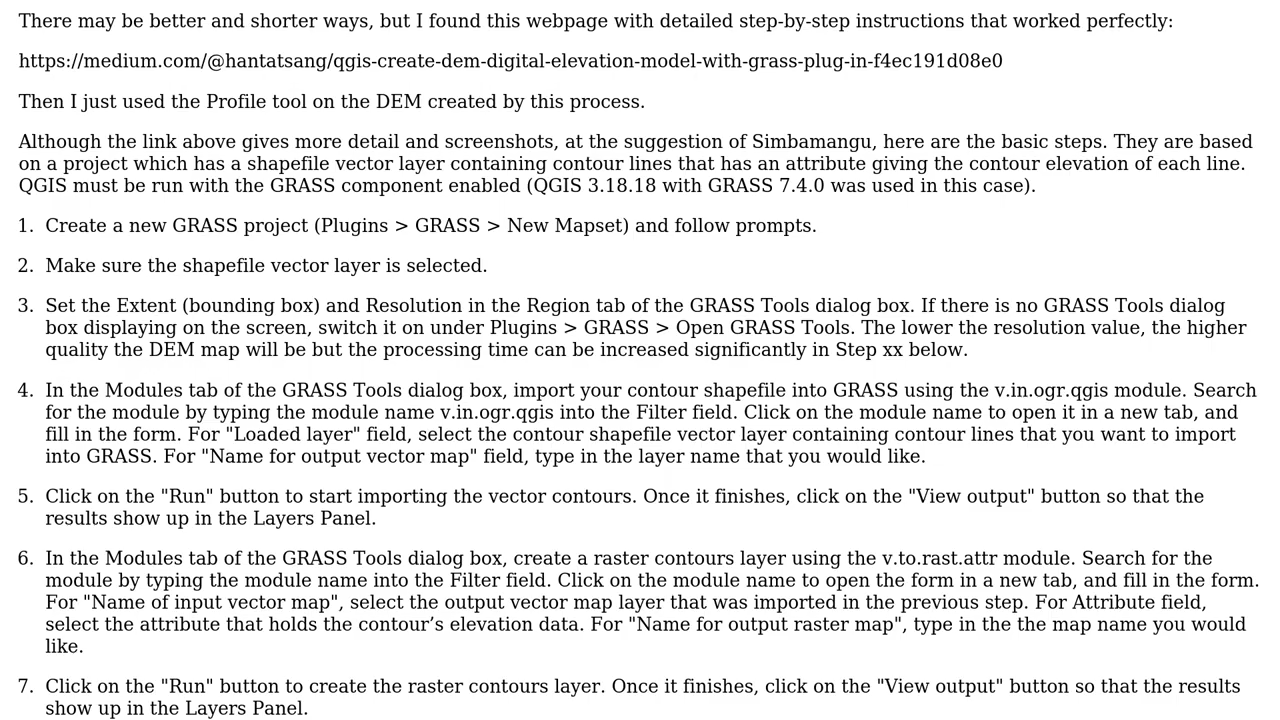 There may be better and shorter ways, but I found this webpage with detailed step-by-step instructions that worked perfectly:
https://medium.com/@hantatsang/qgis-create-dem-digital-elevation-model-with-grass-plug-in-f4ec191d08e0
Then I just used the Profile tool on the DEM created by this process.
Although the link above gives more detail and screenshots, at the suggestion of Simbamangu, here are the basic steps. They are based
on a project which has a shapefile vector layer containing contour lines that has an attribute giving the contour elevation of each line.
QGIS must be run with the GRASS component enabled (QGIS 3.18.18 with GRASS 7.4.0 was used in this case).
1. Create a new GRASS project (Plugins > GRASS > New Mapset) and follow prompts.
2. Make sure the shapefile vector layer is selected.
3. Set the Extent (bounding box) and Resolution in the Region tab of the GRASS Tools dialog box. If there is no GRASS Tools dialog
box displaying on the screen, switch it on under Plugins > GRASS > Open GRASS Tools. The lower the resolution value, the higher
quality the DEM map will be but the processing time can be increased significantly in Step xx below.
4. In the Modules tab of the GRASS Tools dialog box, import your contour shapefile into GRASS using the v.in.ogr.qgis module. Search
for the module by typing the module name v.in.ogr.qgis into the Filter field. Click on the module name to open it in a new tab, and
fill in the form. For "Loaded layer" field, select the contour shapefile vector layer containing contour lines that you want to import
into GRASS. For "Name for output vector map" field, type in the layer name that you would like.
5. Click on the "Run" button to start importing the vector contours. Once it finishes, click on the "View output" button so that the
results show up in the Layers Panel.
6. In the Modules tab of the GRASS Tools dialog box, create a raster contours layer using the v.to.rast.attr module. Search for the
module by typing the module name into the Filter field. Click on the module name to open the form in a new tab, and fill in the form.
For "Name of input vector map", select the output vector map layer that was imported in the previous step. For Attribute field,
select the attribute that holds the contour’s elevation data. For "Name for output raster map", type in the the map name you would
like.
7. Click on the "Run" button to create the raster contours layer. Once it finishes, click on the "View output" button so that the results
show up in the Layers Panel.